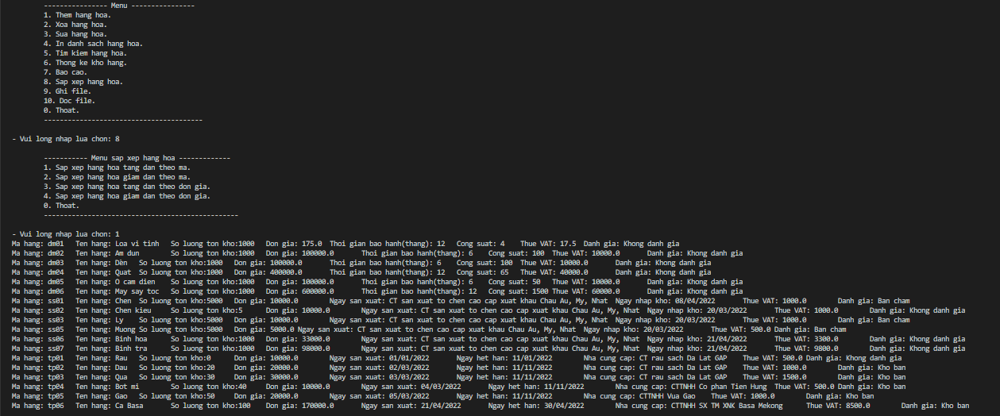 ---------------- Menu ----------------
1. Them hang hoa.
2. Xoa hang hoa.
3. Sua hang hoa.
4. In danh sach hang hoa.
5. Tim kiem hang hoa.
6. Thong ke kho hang.
7. Bao cao.
8. Sap xep hang hoa.
9. Ghi file.
10. Doc file.
0. Thoat.
----------------------------------------
- Vui long nhap lua chon: 8
----------- Menu sap xep hang hoa -------------
1. Sap xep hang hoa tang dan theo ma.
2. Sap xep hang hoa giam dan theo ma.
3. Sap xep hang hoa tang dan theo don gia.
4. Sap xep hang hoa giam dan theo don gia.
0. Thoat.
-------------------------------------------------
- Vui long nhap lua chon: 1
Ma hang: dm01 Ten hang: Loa vi tinh So luong ton kho:1000 Don gia: 175.0 Thoi gian bao hanh(thang): 12 Cong suat: 4 Thue VAT: 17.5 Danh gia: Khong danh gia
Ma hang: dm02 Ten hang: Am dun So luong ton kho:1000 Don gia: 100000.0 Thoi gian bao hanh(thang): 6 Cong suat: 100 Thue VAT: 10000.0 Danh gia: Khong danh gia
Ma hang: dm03 Ten hang: Dèn So luong ton kho:1000 Don gia: 100000.0 Thoi gian bao hanh(thang): 6 Cong suat: 100 Thue VAT: 10000.0 Danh gia: Khong danh gia
Ma hang: dm04 Ten hang: Quat So luong ton kho:1000 Don gia: 400000.0 Thoi gian bao hanh(thang): 12 Cong suat: 65 Thue VAT: 40000.0 Danh gia: Khong danh gia
Ma hang: dm05 Ten hang: O cam dien So luong ton kho:1000 Don gia: 100000.0 Thoi gian bao hanh(thang): 6 Cong suat: 50 Thue VAT: 10000.0 Danh gia: Khong danh gia
Ma hang: dm06 Ten hang: May say toc So luong ton kho:1000 Don gia: 600000.0 Thoi gian bao hanh(thang): 12 Cong suat: 1500 Thue VAT: 60000.0 Danh gia: Khong danh gia
Ma hang: ss01 Ten hang: Chen So luong ton kho:5000 Don gia: 10000.0 Ngay san xuat: CT san xuat to chen cao cap xuat khau Chau Au, My, Nhat Ngay nhap kho: 08/04/2022 Thue VAT: 1000.0 Danh gia: Ban cham
Ma hang: ss02 Ten hang: Chen kieu So luong ton kho:5 Don gia: 10000.0 Ngay san xuat: CT san xuat to chen cao cap xuat khau Chau Au, My, Nhat Ngay nhap kho: 20/03/2022 Thue VAT: 1000.0 Danh gia: Khong danh gia
Ma hang: ss03 Ten hang: Ly So luong ton kho:5000 Don gia: 10000.0 Ngay san xuat: CT san xuat to chen cao cap xuat khau Chau Au, My, Nhat Ngay nhap kho: 20/03/2022 Thue VAT: 1000.0 Danh gia: Ban cham
Ma hang: ss05 Ten hang: Muong So luong ton kho:5000 Don gia: 5000.0 Ngay san xuat: CT san xuat to chen cao cap xuat khau Chau Au, My, Nhat Ngay nhap kho: 20/03/2022 Thue VAT: 500.0 Danh gia: Ban cham
Ma hang: ss06 Ten hang: Binh hoa So luong ton kho:1000 Don gia: 33000.0 Ngay san xuat: CT san xuat to chen cao cap xuat khau Chau Au, My, Nhat Ngay nhap kho: 21/04/2022 Thue VAT: 3300.0 Danh gia: Khong danh gia
Ma hang: ss07 Ten hang: Binh tra So luong ton kho:1000 Don gia: 98000.0 Ngay san xuat: CT san xuat to chen cao cap xuat khau Chau Au, My, Nhat Ngay nhap kho: 21/04/2022 Thue VAT: 9800.0 Danh gia: Khong danh gia
Ma hang: tp01 Ten hang: Rau So luong ton kho:0 Don gia: 10000.0 Ngay san xuat: 01/01/2022 Ngay het han: 11/01/2022 Nha cung cap: CT rau sach Da Lat GAP Thue VAT: 500.0 Danh gia: Khong danh gia
Ma hang: tp02 Ten hang: Dau So luong ton kho:20 Don gia: 20000.0 Ngay san xuat: 02/03/2022 Ngay het han: 11/11/2022 Nha cung cap: CT rau sach Da Lat GAP Thue VAT: 1000.0 Danh gia: Kho ban
Ma hang: tp03 Ten hang: Qua So luong ton kho:30 Don gia: 30000.0 Ngay san xuat: 03/03/2022 Ngay het han: 11/11/2022 Nha cung cap: CT rau sach Da Lat GAP Thue VAT: 1500.0 Danh gia: Kho ban
Ma hang: tp04 Ten hang: Bot mi So luong ton kho:40 Don gia: 10000.0 Ngay san xuat: 04/03/2022 Ngay het han: 11/11/2022 Nha cung cap: CTTNHH Co phan Tien Hung Thue VAT: 500.0 Danh gia: Kho ban
Ma hang: tp05 Ten hang: Gao So luong ton kho:50 Don gia: 20000.0 Ngay san xuat: 05/03/2022 Ngay het han: 11/11/2022 Nha cung cap: CTTNHH Vua Gao Thue VAT: 1000.0 Danh gia: Kho ban
Ma hang: tp06 Ten hang: Ca Basa So luong ton kho:100 Don gia: 170000.0 Ngay san xuat: 21/04/2022 Ngay het han: 30/04/2022 Nha cung cap: CTTNHH SX TM XNK Basa Mekong Thue VAT: 8500.0 Danh gia: Kho ban